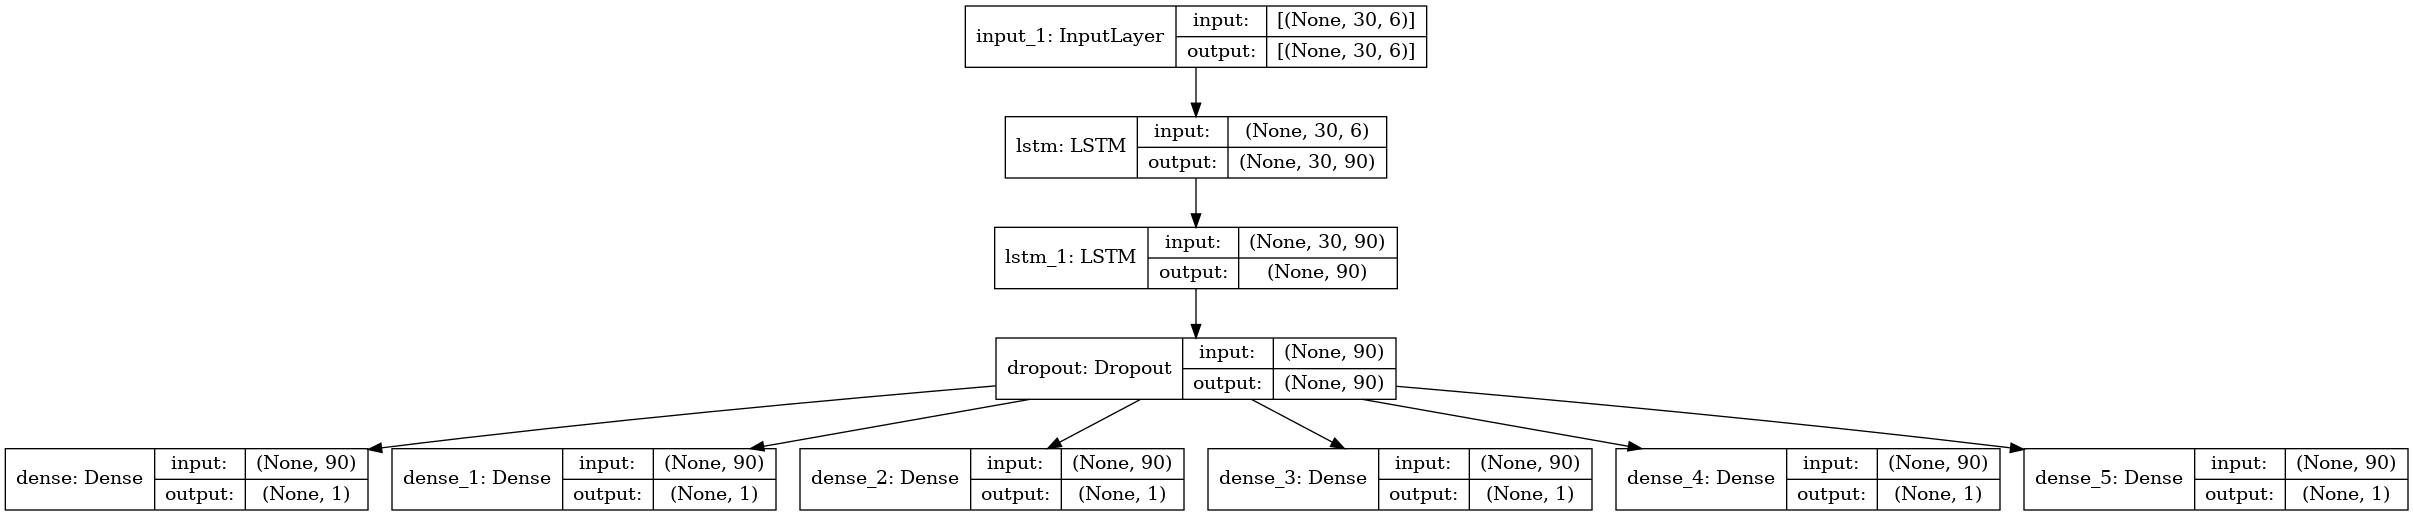 input_1: InputLayer
input:
[(None, 30, 6)]
output:
[(None, 30, 6)]
lstm: LSTM
input:
(None, 30, 6)
output:
(None, 30, 90)
lstm_1: LSTM
input:
(None, 30, 90)
output:
(None, 90)
dropout: Dropout
input:
(None, 90)
output:
(None, 90)
dense: Dense
input:
(None, 90)
output:
(None, 1)
dense_1: Dense
input:
(None, 90)
output:
(None, 1)
dense_2: Dense
input:
(None, 90)
output:
(None, 1)
dense_3: Dense
input:
(None, 90)
output:
(None, 1)
dense_4: Dense
input:
(None, 90)
output:
(None, 1)
dense_5: Dense
input:
(None, 90)
output:
(None, 1)